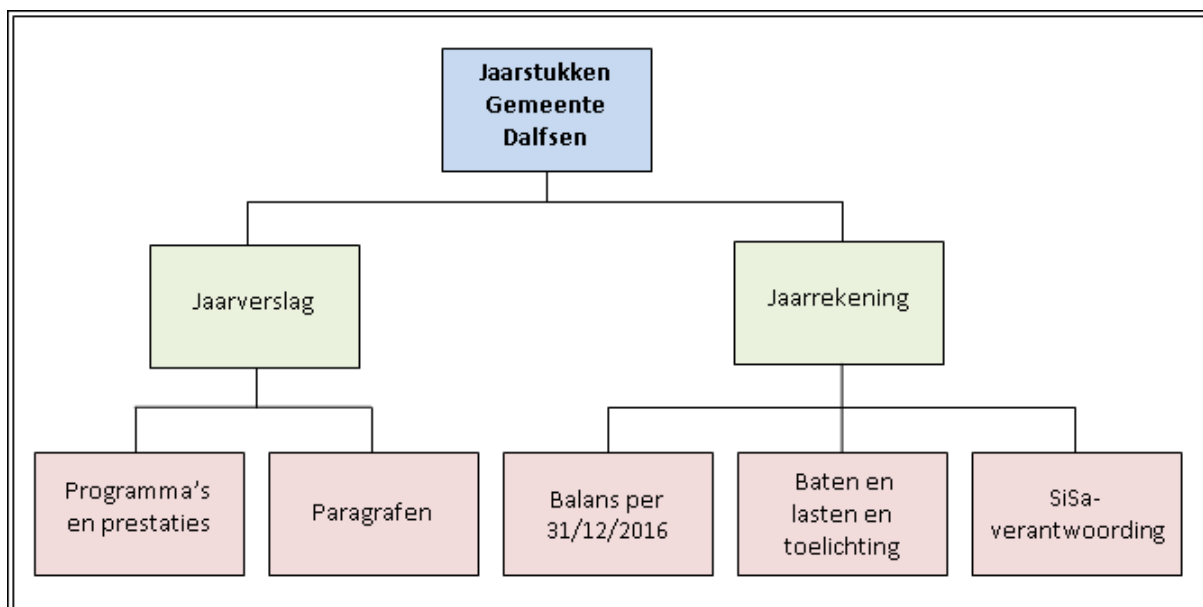 Jaarstukken
Gemeente
Dalfsen
Jaarverslag
Jaarrekening
Programma's
en prestaties
Paragrafen
Balans per
31/12/2016
Baten en
lasten en
toelichting
SiSa-
verantwoording